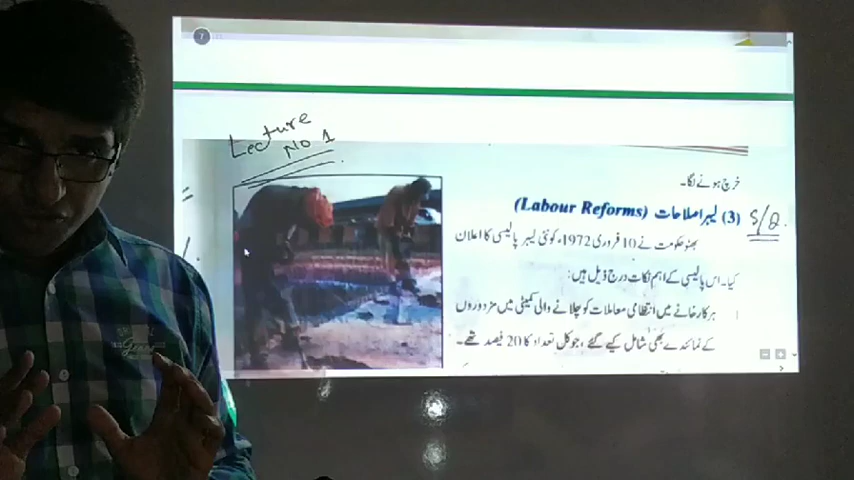 7
Lecture
No 1
خرچ ہونے لگا۔
(3) لیبر اصلاحات (Labour Reforms)
S/Q.
بھٹو حکومت نے 10 فروری 1972ء کو نئی لیبر پالیسی کا اعلان
کیا۔ اس پالیسی کے اہم نکات درج ذیل ہیں:
ہر کارخانے میں انتظامی معاملات کو چلانے والی کمیٹی میں مزدوروں
کے نمائندے بھی شامل کیے گئے، جو کل تعداد کا 20 فیصد تھے۔